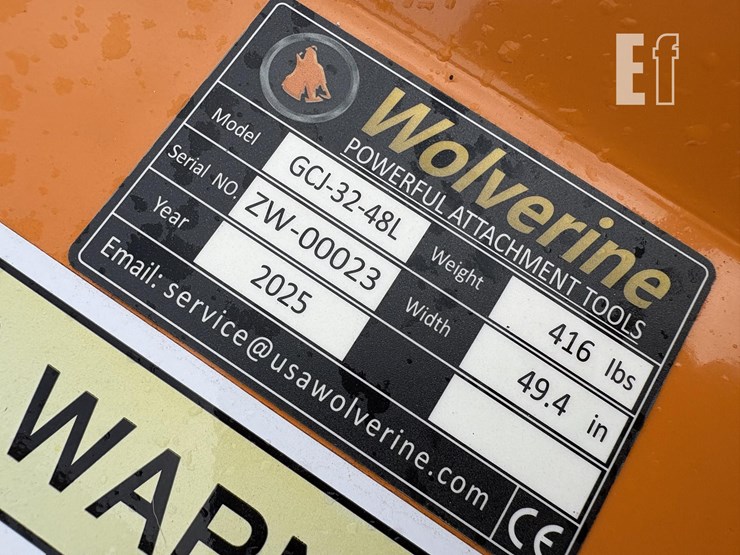 Ef
Wolverine
POWERFUL ATTACHMENT TOOLS
Model GCJ-32-48L Weight 416 lbs
Serial NO. ZW-00023 Width 49.4 in
Year 2025
Email: service@usawolverine.com CE
WARN